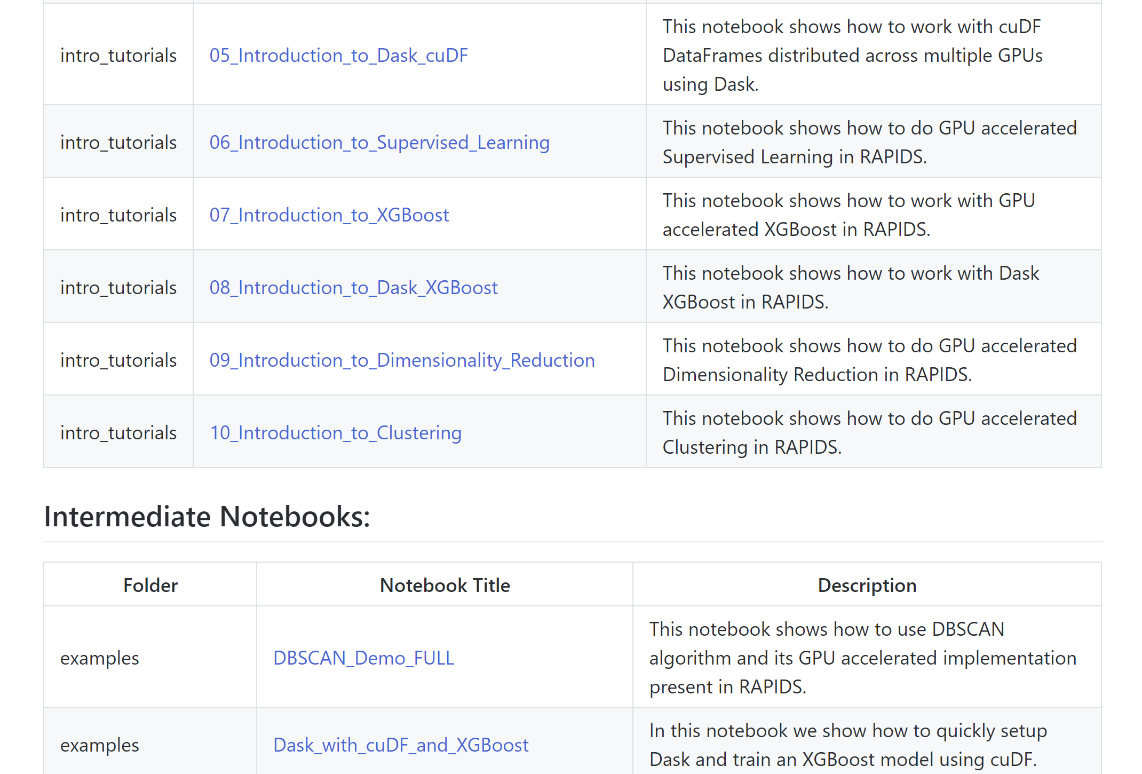 intro_tutorials 05_Introduction_to_Dask_cuDF This notebook shows how to work with cuDF
DataFrames distributed across multiple GPUs
using Dask.
intro_tutorials 06_Introduction_to_Supervised_Learning This notebook shows how to do GPU accelerated
Supervised Learning in RAPIDS.
intro_tutorials 07_Introduction_to_XGBoost This notebook shows how to work with GPU
accelerated XGBoost in RAPIDS.
intro_tutorials 08_Introduction_to_Dask_XGBoost This notebook shows how to work with Dask
XGBoost in RAPIDS.
intro_tutorials 09_Introduction_to_Dimensionality_Reduction This notebook shows how to do GPU accelerated
Dimensionality Reduction in RAPIDS.
intro_tutorials 10_Introduction_to_Clustering This notebook shows how to do GPU accelerated
Clustering in RAPIDS.
Intermediate Notebooks:
Folder Notebook Title Description
examples DBSCAN_Demo_FULL This notebook shows how to use DBSCAN
algorithm and its GPU accelerated implementation
present in RAPIDS.
examples Dask_with_cuDF_and_XGBoost In this notebook we show how to quickly setup
Dask and train an XGBoost model using cuDF.